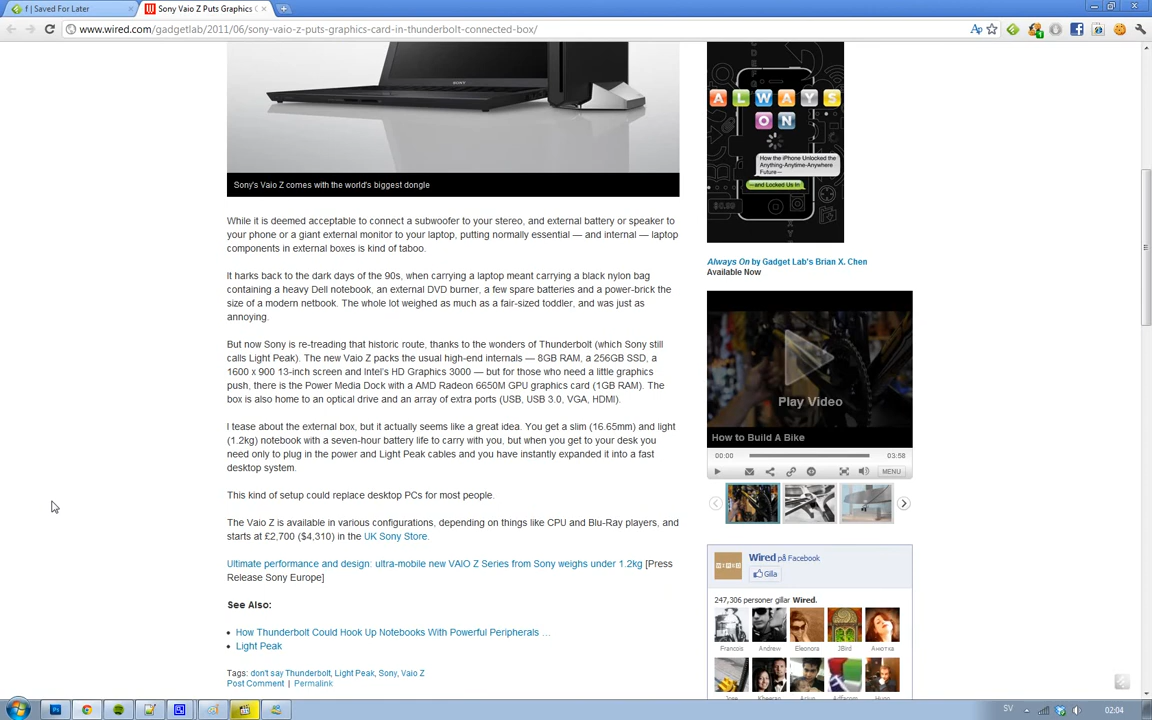 f | Saved For Later
Sony Vaio Z Puts Graphics C
www.wired.com/gadgetlab/2011/06/sony-vaio-z-puts-graphics-card-in-thunderbolt-connected-box/
SONY
Sony's Vaio Z comes with the world's biggest dongle
While it is deemed acceptable to connect a subwoofer to your stereo, and external battery or speaker to
your phone or a giant external monitor to your laptop, putting normally essential — and internal — laptop
components in external boxes is kind of taboo.
It harks back to the dark days of the 90s, when carrying a laptop meant carrying a black nylon bag
containing a heavy Dell notebook, an external DVD burner, a few spare batteries and a power-brick the
size of a modern netbook. The whole lot weighed as much as a fair-sized toddler, and was just as
annoying.
But now Sony is re-treading that historic route, thanks to the wonders of Thunderbolt (which Sony still
calls Light Peak). The new Vaio Z packs the usual high-end internals — 8GB RAM, a 256GB SSD, a
1600 x 900 13-inch screen and Intel's HD Graphics 3000 — but for those who need a little graphics
push, there is the Power Media Dock with a AMD Radeon 6650M GPU graphics card (1GB RAM). The
box is also home to an optical drive and an array of extra ports (USB, USB 3.0, VGA, HDMI).
I tease about the external box, but it actually seems like a great idea. You get a slim (16.65mm) and light
(1.2kg) notebook with a seven-hour battery life to carry with you, but when you get to your desk you
need only to plug in the power and Light Peak cables and you have instantly expanded it into a fast
desktop system.
This kind of setup could replace desktop PCs for most people.
The Vaio Z is available in various configurations, depending on things like CPU and Blu-Ray players, and
starts at £2,700 ($4,310) in the UK Sony Store.
Ultimate performance and design: ultra-mobile new VAIO Z Series from Sony weighs under 1.2kg [Press
Release Sony Europe]
See Also:
How Thunderbolt Could Hook Up Notebooks With Powerful Peripherals ...
Light Peak
Tags: don't say Thunderbolt, Light Peak, Sony, Vaio Z
Post Comment | Permalink
ALWAYS
ON
How the iPhone Unlocked the
Anything-Anytime-Anywhere
Future—
—and Locked Us In
Always On by Gadget Lab's Brian X. Chen
Available Now
Play Video
How to Build A Bike
00:00
03:58
MENU
WIRED
Wired på Facebook
Gilla
247,306 personer gillar Wired.
Francois Andrew Eleonora JBird Анютка
SV
02:04